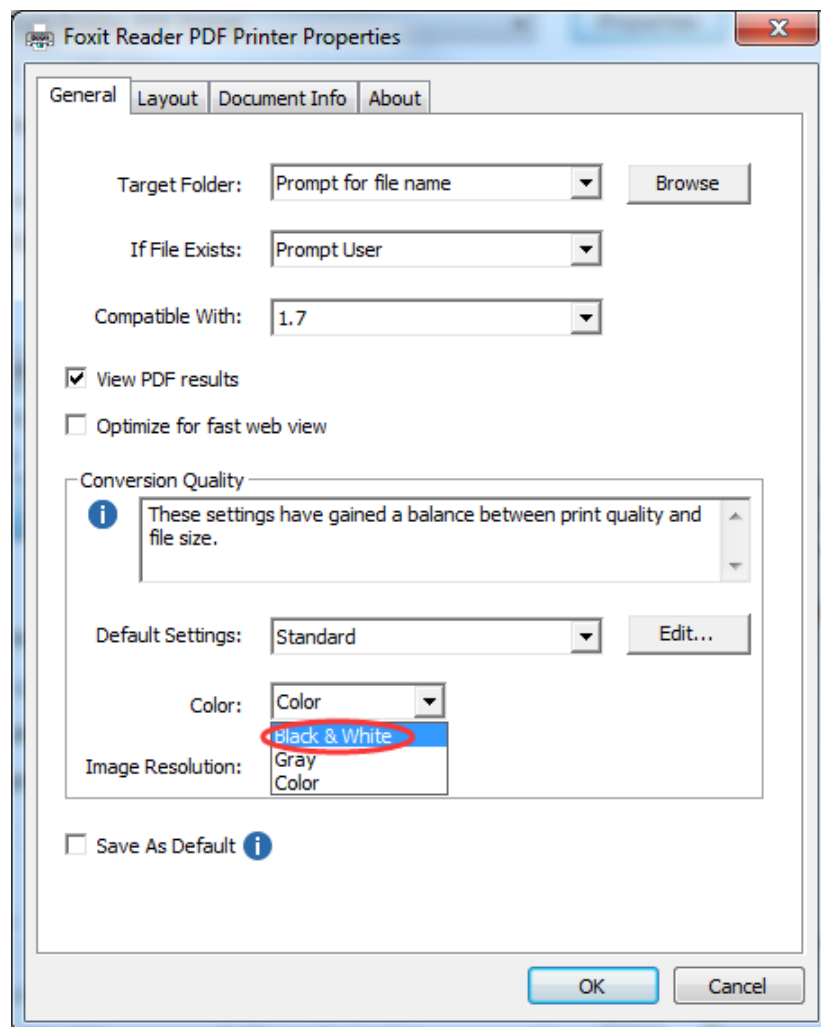 Foxit Reader PDF Printer Properties
General Layout Document Info About
Target Folder: Prompt for file name Browse
If File Exists: Prompt User
Compatible With: 1.7
View PDF results
Optimize for fast web view
Conversion Quality
These settings have gained a balance between print quality and
file size.
Default Settings: Standard Edit...
Color: Color
Black & White
Gray
Image Resolution:
Color
Save As Default
OK Cancel